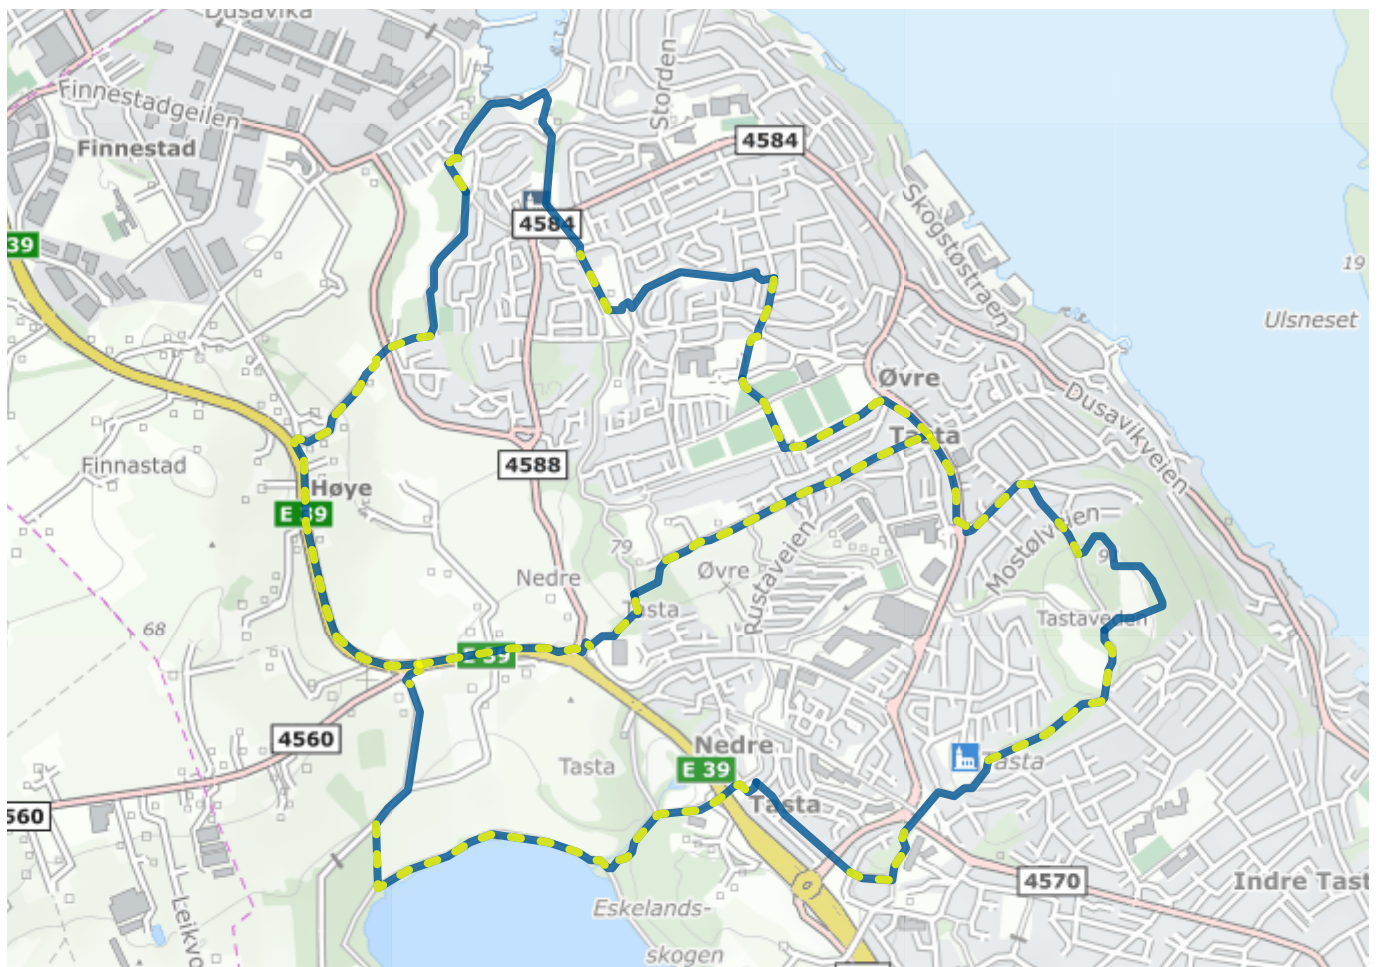 Dusavika
Finnestadgeilen
Finnestad
Storden
4584
Skogstøstraen
4584
39
19
Ulsneset
Øvre
Tasta
Dusavikveien
4588
Finnastad
Høye
E 39
79
Nedre
Øvre
Tasta
Rustaveien
Mostølveien
Tastaveden
68
E 39
4560
Tasta
Nedre
E 39
Tasta
Tasta
560
4570
Indre Tast
Eskelands-
skogen